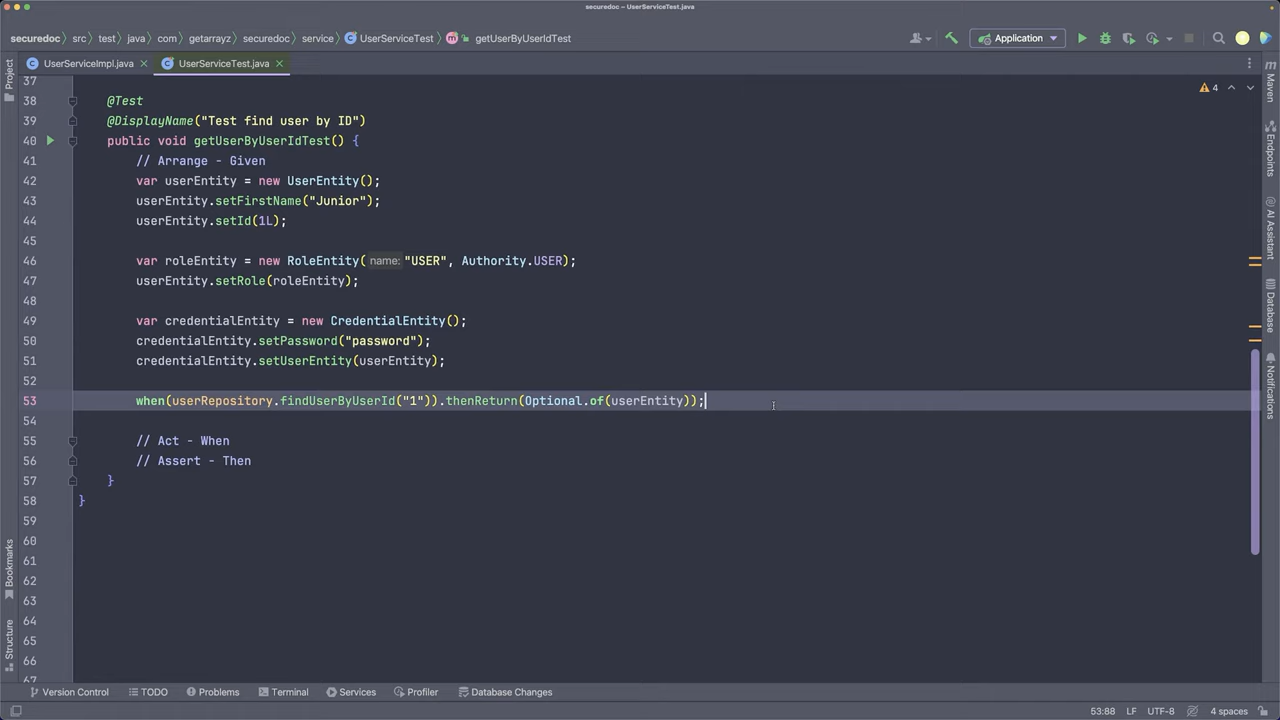 securedoc – UserServiceTest.java
securedoc src test java com getarrayz securedoc service UserServiceTest getUserByUserIdTest Application
UserServiceImpl.java UserServiceTest.java
Project
Bookmarks
Structure
Maven
Endpoints
AI Assistant
Database
Notifications
4
37
38 @Test
39 @DisplayName("Test find user by ID")
40 public void getUserByUserIdTest() {
41 // Arrange - Given
42 var userEntity = new UserEntity();
43 userEntity.setFirstName("Junior");
44 userEntity.setId(1L);
45
46 var roleEntity = new RoleEntity( name: "USER", Authority.USER);
47 userEntity.setRole(roleEntity);
48
49 var credentialEntity = new CredentialEntity();
50 credentialEntity.setPassword("password");
51 credentialEntity.setUserEntity(userEntity);
52
53 when(userRepository.findUserByUserId("1")).thenReturn(Optional.of(userEntity));
54
55 // Act - When
56 // Assert - Then
57 }
58 }
59
60
61
62
63
64
65
66
Version Control TODO Problems Terminal Services Profiler Database Changes
53:88 LF UTF-8 4 spaces